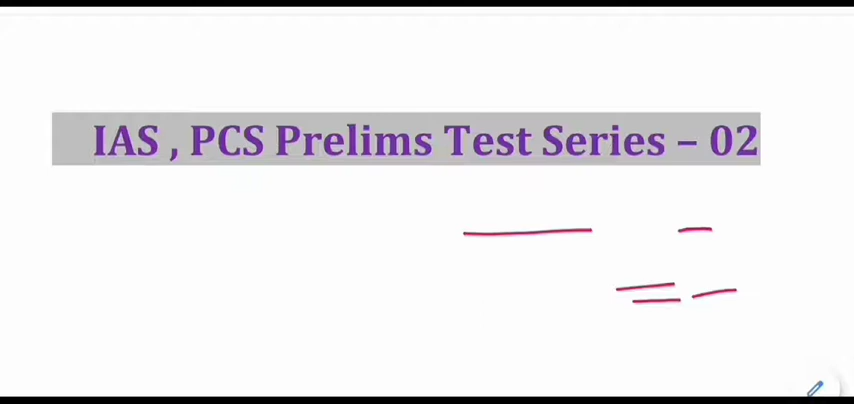 IAS , PCS Prelims Test Series – 02